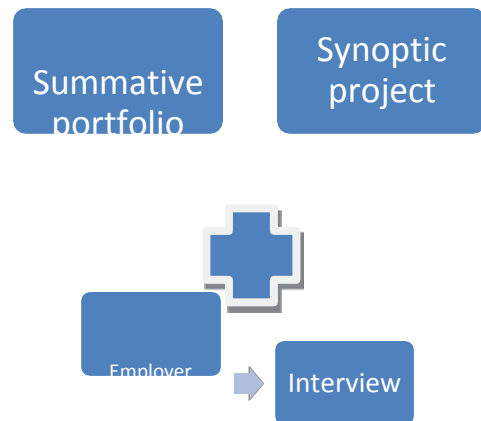 Summative
portfolio
Synoptic
project
Employer
Interview